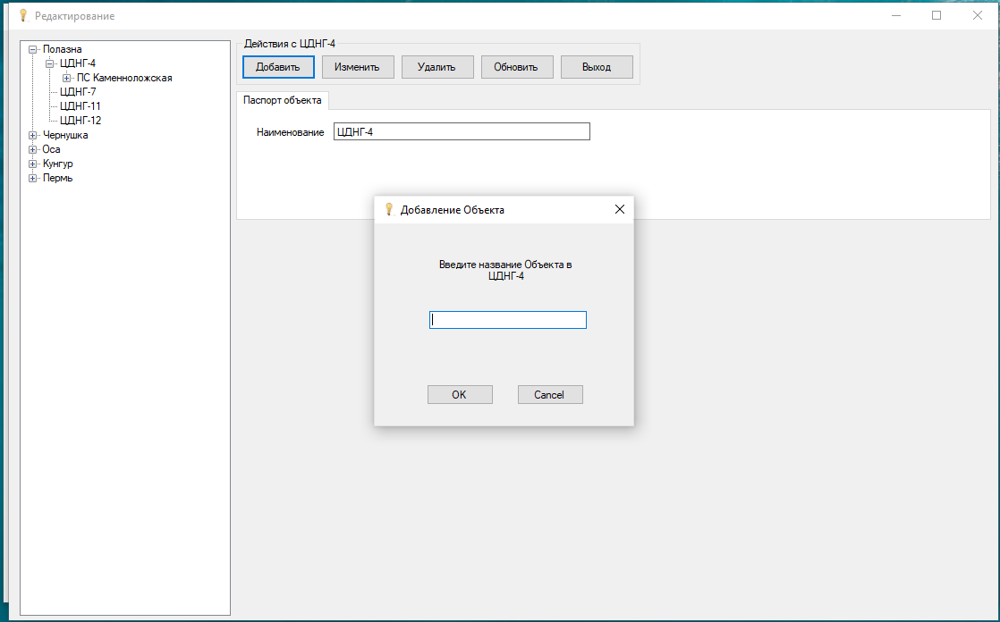 Редактирование
Полазна
ЦДНГ-4
ПС Каменноложская
ЦДНГ-7
ЦДНГ-11
ЦДНГ-12
Чернушка
Оса
Кунгур
Пермь
Действия с ЦДНГ-4
Добавить Изменить Удалить Обновить Выход
Паспорт объекта
Наименование ЦДНГ-4
Добавление Объекта
Введите название Объекта в
ЦДНГ-4
OK Cancel